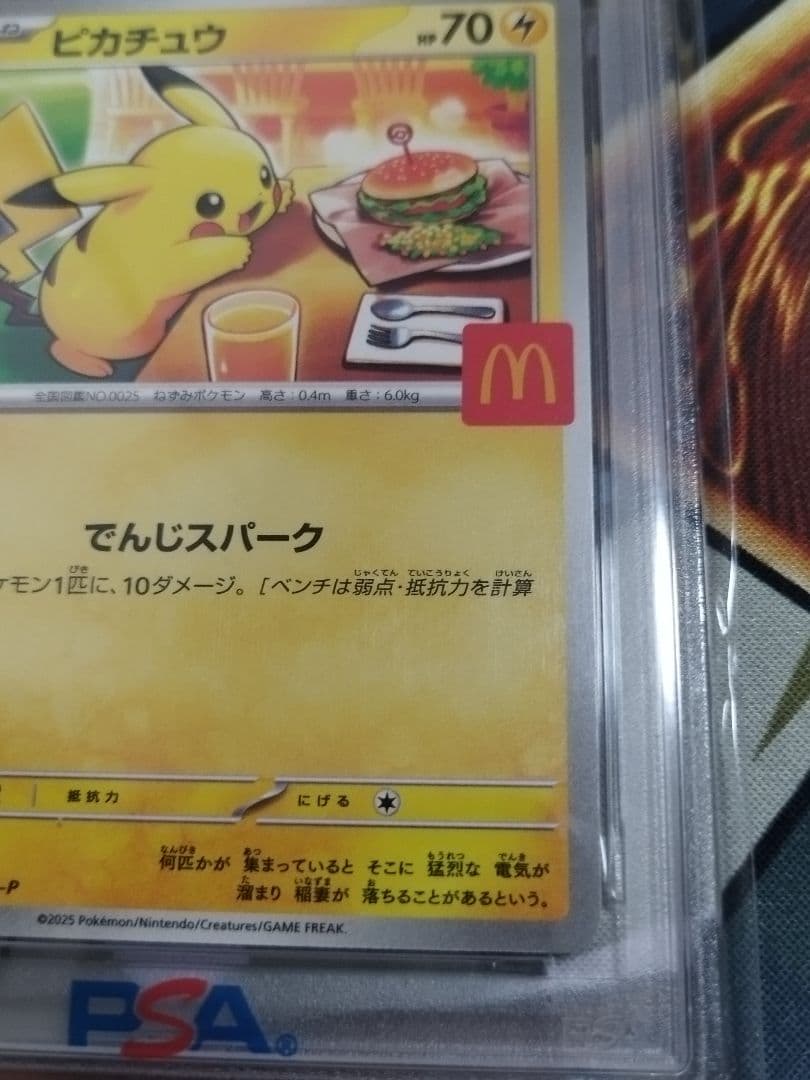 ピカチュウ HP70
全国図鑑NO.0025 ねずみポケモン 高さ:0.4m 重さ:6.0kg
でんじスパーク
ケモン1匹に、10ダメージ。[ベンチは弱点・抵抗力を計算
抵抗力 にげる
何匹かが 集まっていると そこに 猛烈な 電気が
溜まり 稲妻が 落ちることがあるという。
-P
©2025 Pokémon/Nintendo/Creatures/GAME FREAK.
PSA®